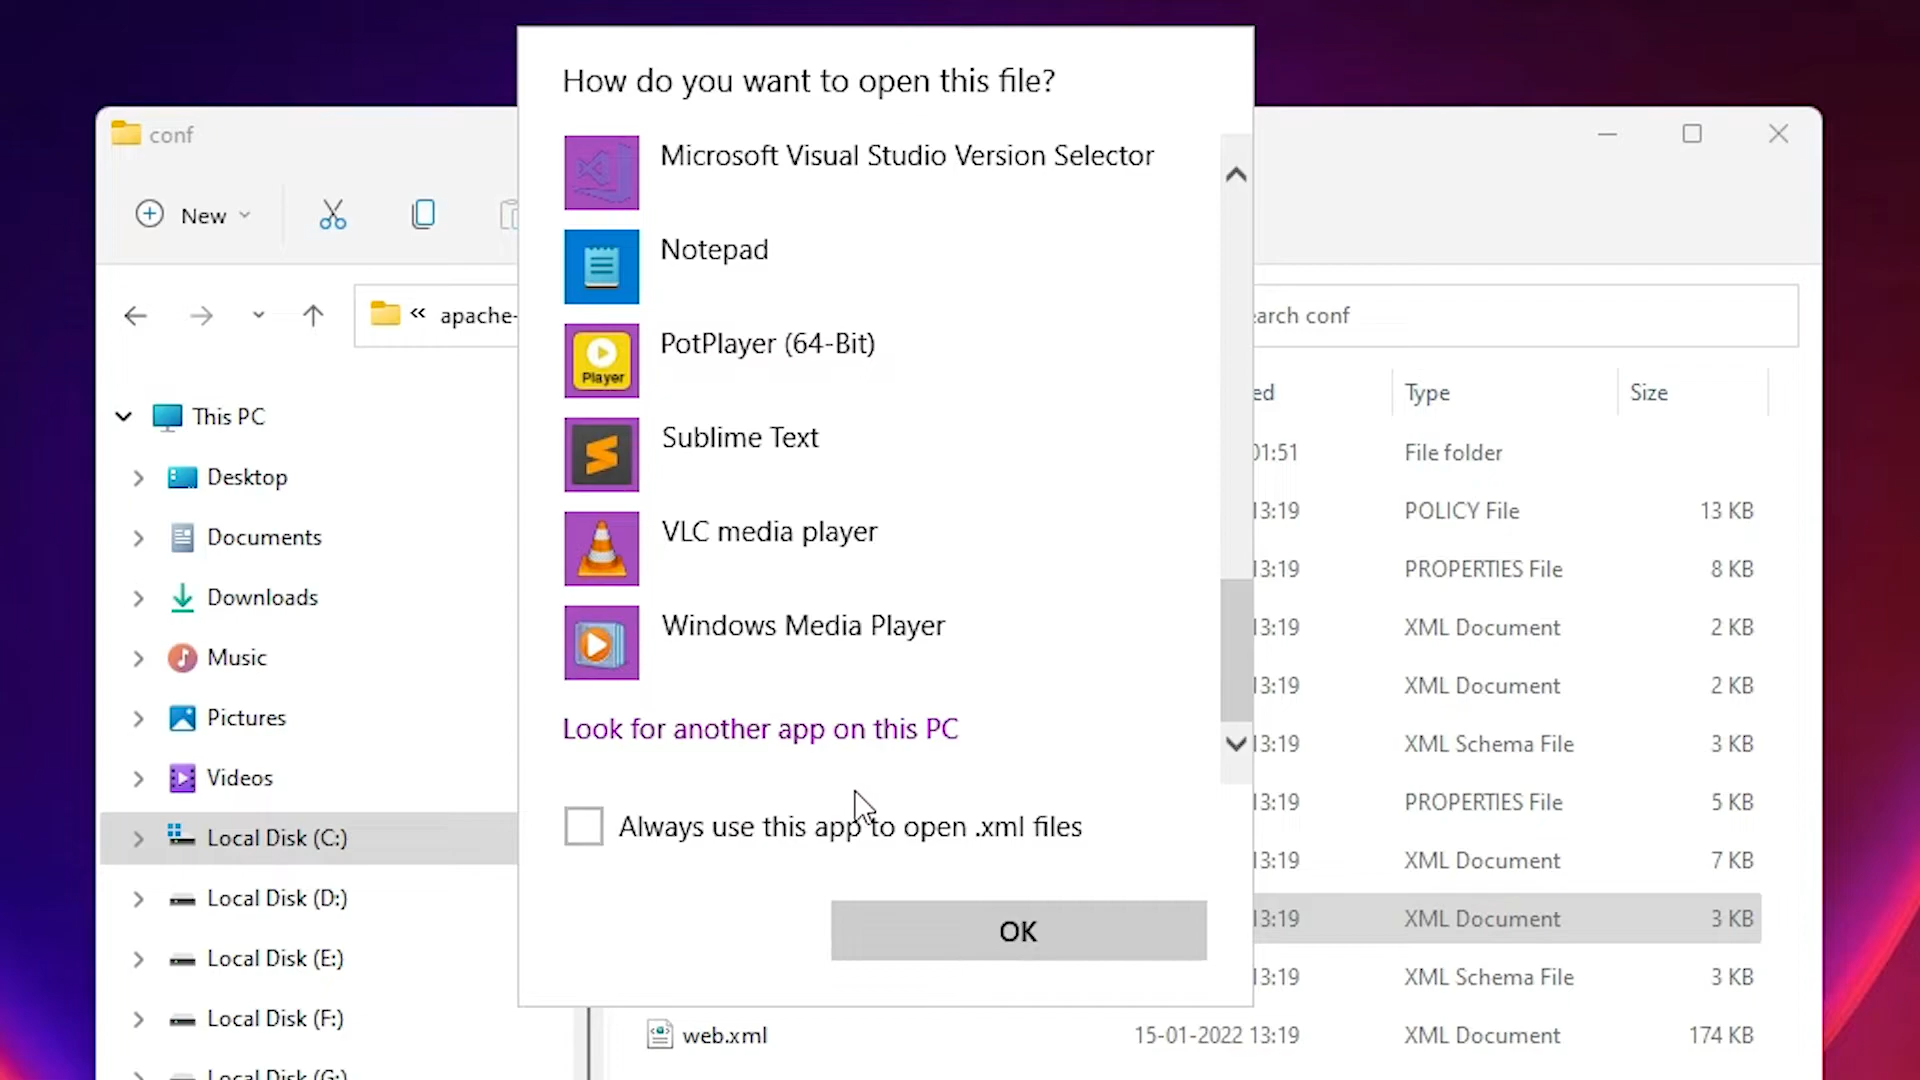 How do you want to open this file?
Microsoft Visual Studio Version Selector
Notepad
PotPlayer (64-Bit)
Player
Sublime Text
VLC media player
Windows Media Player
Look for another app on this PC
Always use this app to open .xml files
OK
conf
New
« apache-
earch conf
This PC
Desktop
Documents
Downloads
Music
Pictures
Videos
Local Disk (C:)
Local Disk (D:)
Local Disk (E:)
Local Disk (F:)
Local Disk (G:)
ed Type Size
01:51 File folder
13:19 POLICY File 13 KB
13:19 PROPERTIES File 8 KB
13:19 XML Document 2 KB
13:19 XML Document 2 KB
13:19 XML Schema File 3 KB
13:19 PROPERTIES File 5 KB
13:19 XML Document 7 KB
13:19 XML Document 3 KB
13:19 XML Schema File 3 KB
web.xml 15-01-2022 13:19 XML Document 174 KB